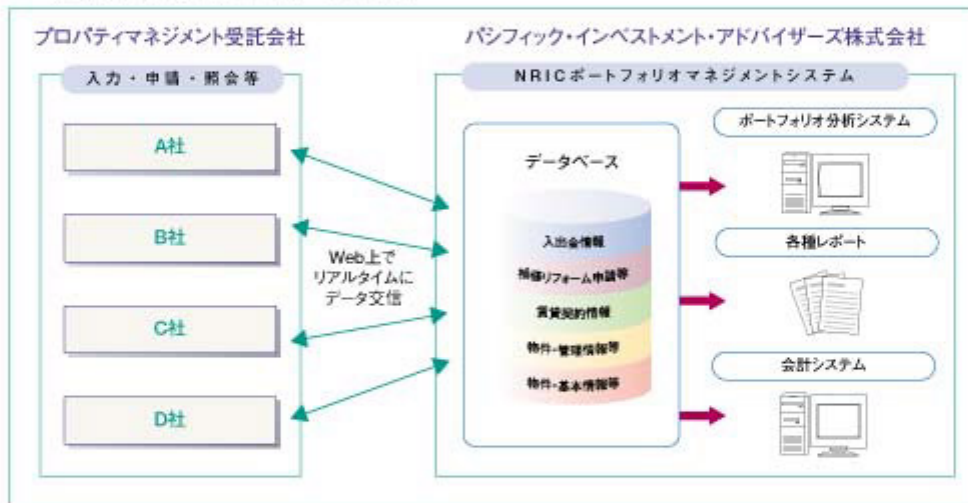 プロパティマネジメント受託会社
パシフィック・インベストメント・アドバイザーズ株式会社
入力・申請・照会等
NRICポートフォリオマネジメントシステム
A社
B社
C社
D社
Web上で
リアルタイムに
データ交信
データベース
入出金情報
補修リフォーム申請等
賃貸契約情報
物件・管理情報等
物件・基本情報等
ポートフォリオ分析システム
各種レポート
会計システム